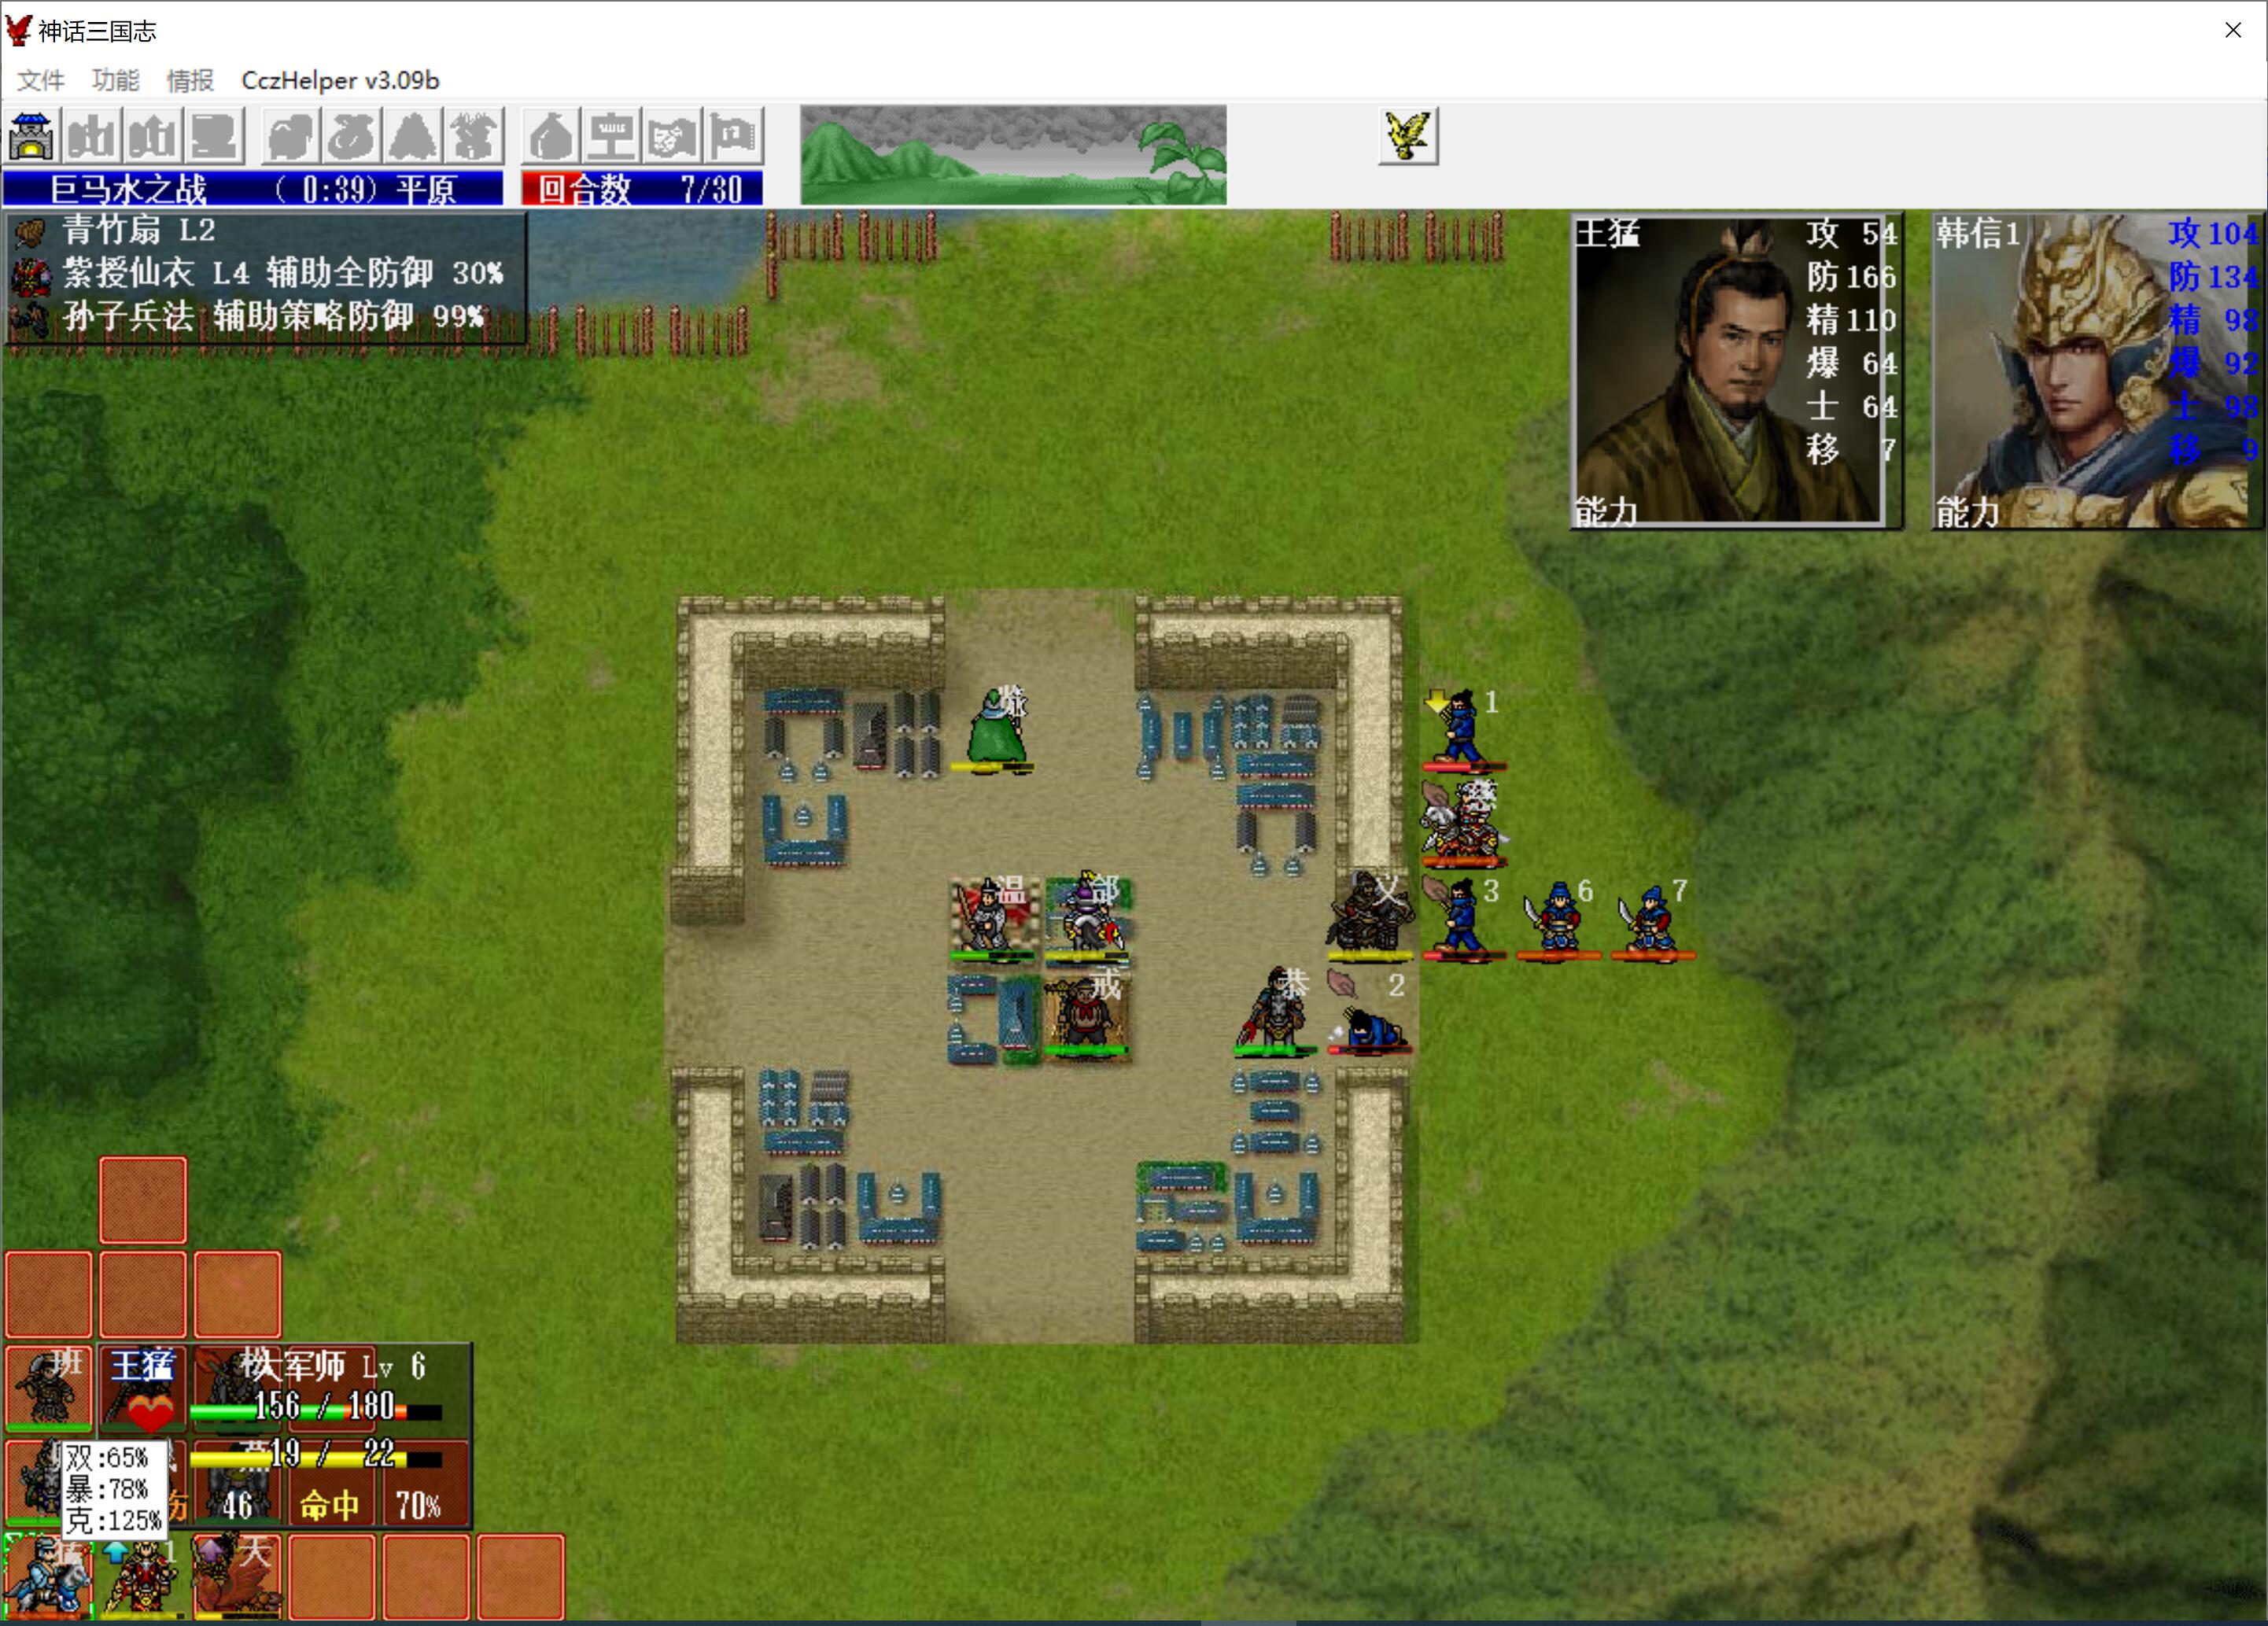 神话三国志
文件 功能 情报 CczHelper v3.09b
巨马水之战 ( 0:39) 平原
回合数 7/30
青竹扇 L2
紫授仙衣 L4 辅助全防御 30%
孙子兵法 辅助策略防御 99%
王猛
攻 54
防 166
精 110
爆 64
士 64
移 7
能力
韩信1
攻 104
防 134
精 98
爆 92
士 98
移 9
能力
1
温
郃
义
3
6
7
戒
恭
2
班
王猛
大军师 Lv 6
156 / 180
19 / 22
双:65%
暴:78%
克:125%
46 命中 70%
猛
1
天